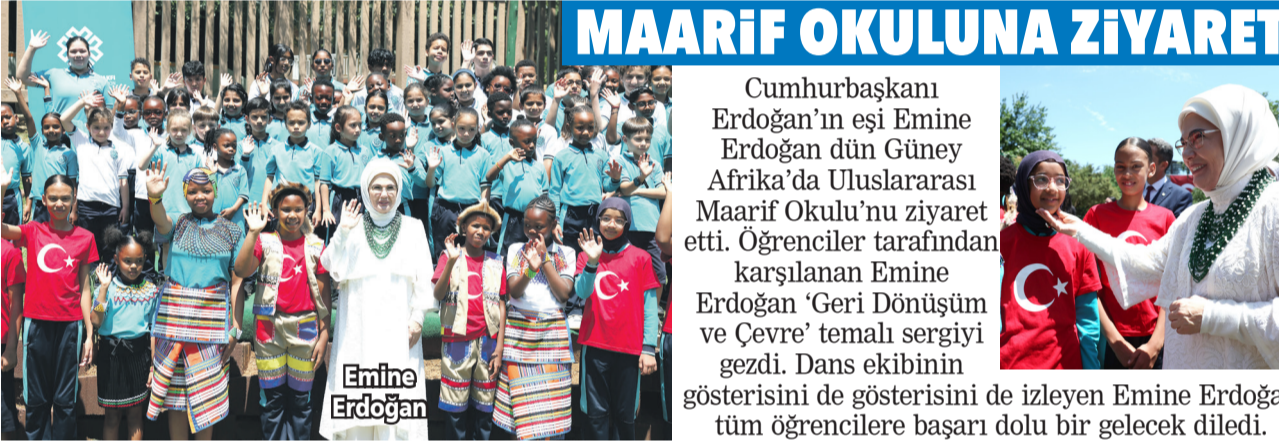 MAARİF OKULUNA ZİYARET
Cumhurbaşkanı
Erdoğan’ın eşi Emine
Erdoğan dün Güney
Afrika’da Uluslararası
Maarif Okulu’nu ziyaret
etti. Öğrenciler tarafından
karşılanan Emine
Erdoğan ‘Geri Dönüşüm
ve Çevre’ temalı sergiyi
gezdi. Dans ekibinin
gösterisini de gösterisini de izleyen Emine Erdoğa
tüm öğrencilere başarı dolu bir gelecek diledi.
Emine
Erdoğan